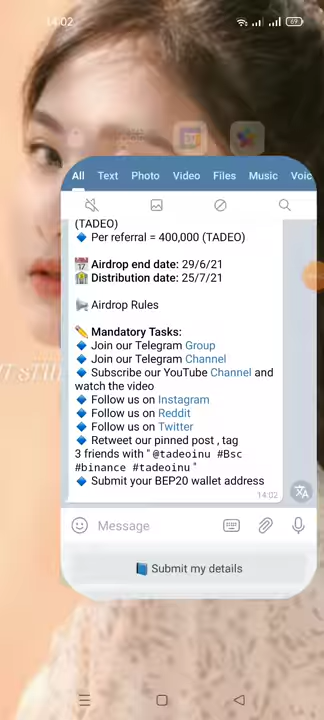 14:02
69
All Text Photo Video Files Music Voic
(TADEO)
Per referral = 400,000 (TADEO)
Airdrop end date: 29/6/21
Distribution date: 25/7/21
Airdrop Rules
Mandatory Tasks:
Join our Telegram Group
Join our Telegram Channel
Subscribe our YouTube Channel and
watch the video
Follow us on Instagram
Follow us on Reddit
Follow us on Twitter
Retweet our pinned post , tag
3 friends with " @tadeoinu #Bsc
#binance #tadeoinu "
Submit your BEP20 wallet address
14:02
Message
Submit my details